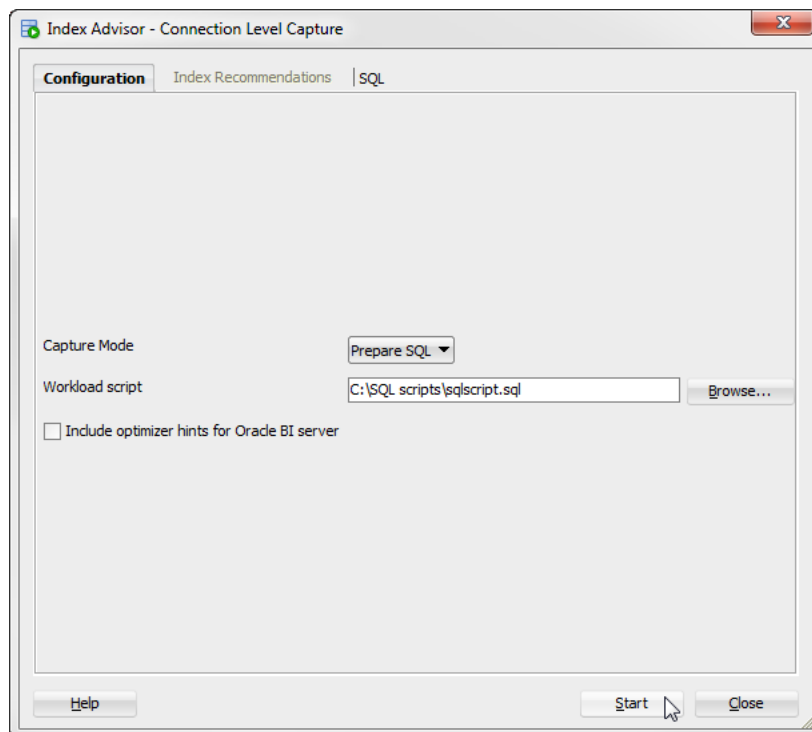 Index Advisor - Connection Level Capture
Configuration Index Recommendations SQL
Capture Mode Prepare SQL
Workload script C:\SQL scripts\sqlscript.sql Browse...
Include optimizer hints for Oracle BI server
Help Start Close